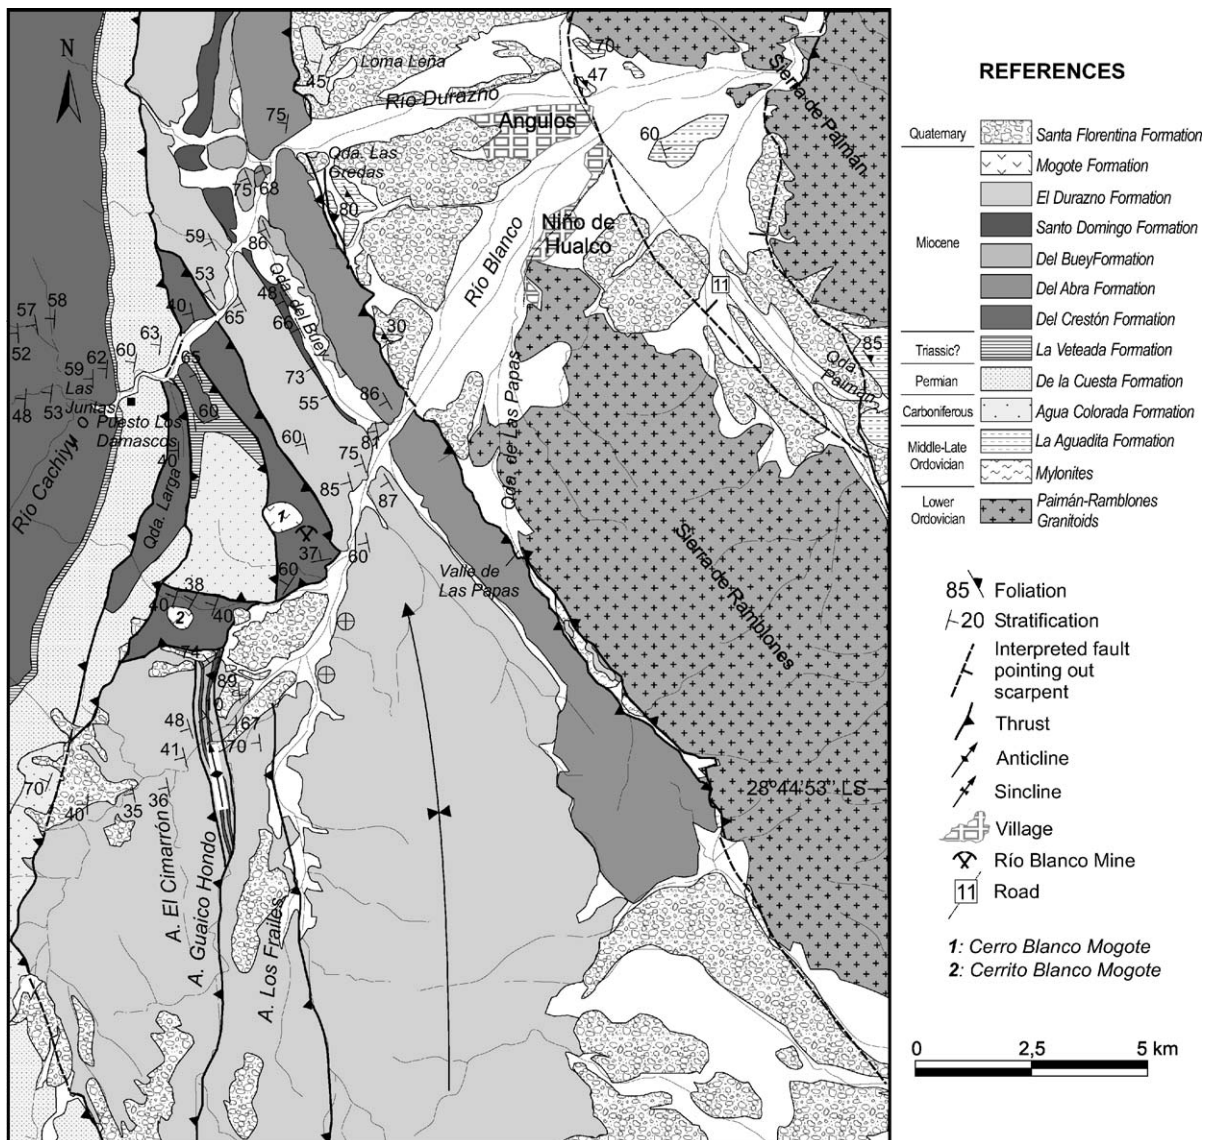 N
Loma Leña
45
70
47
75
Río Durazno
Angulos
60
Sierra de Paimán
Qda. Las
Gredas
75
68
80
59
86
Río Blanco
Niño de
Hualco
53
40
48
66
Qda. del Buey
65
11
57
58
52
63
60
62
59
65
30
85
Qda.
Paimán
Las
Juntas
48
53
Puesto Los
Damascos
60
40
73
55
86
Qda. de Las Papas
Río Cachiyuyo
Qda. Larga
60
75
81
85
87
1
37
60
60
Valle de
Las Papas
Sierra de Ramblones
38
40
40
2
74
89
10
48
67
41
70
28°44'53'' LS
70
40
35
36
A. El Cimarrón
A. Guaico Hondo
A. Los Frailes
REFERENCES
Quaternary
Santa Florentina Formation
Mogote Formation
El Durazno Formation
Santo Domingo Formation
Miocene
Del BueyFormation
Del Abra Formation
Del Crestón Formation
Triassic?
La Veteada Formation
Permian
De la Cuesta Formation
Carboniferous
Agua Colorada Formation
Middle-Late
Ordovician
La Aguadita Formation
Mylonites
Lower
Ordovician
Paimán-Ramblones
Granitoids
85 Foliation
20 Stratification
Interpreted fault
pointing out
scarpent
Thrust
Anticline
Sincline
Village
Río Blanco Mine
11 Road
1: Cerro Blanco Mogote
2: Cerrito Blanco Mogote
0 2,5 5 km